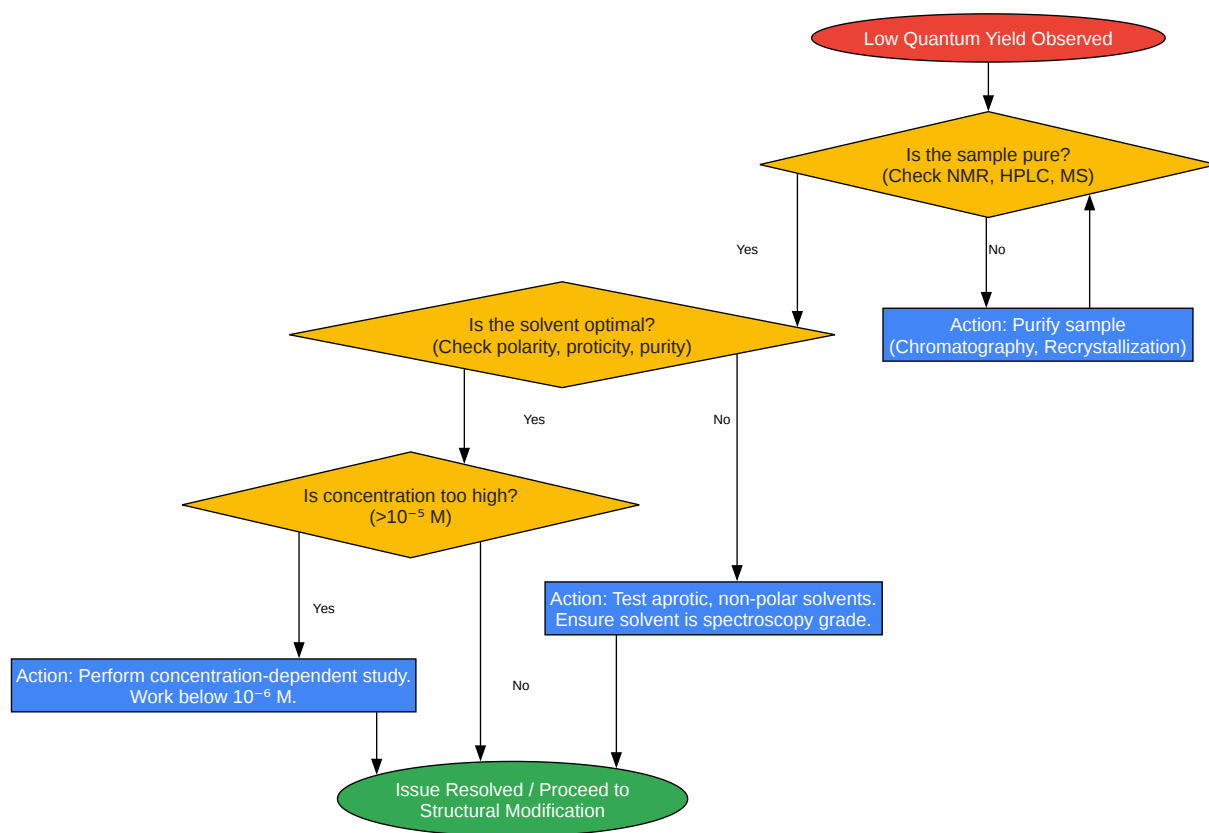 Low Quantum Yield Observed
Is the sample pure?
(Check NMR, HPLC, MS)
Yes
No
Action: Purify sample
(Chromatography, Recrystallization)
Is the solvent optimal?
(Check polarity, proticity, purity)
Yes
No
Is concentration too high?
(>10⁻⁵ M)
Action: Test aprotic, non-polar solvents.
Ensure solvent is spectroscopy grade.
Yes
Action: Perform concentration-dependent study.
Work below 10⁻⁶ M.
No
Issue Resolved / Proceed to
Structural Modification